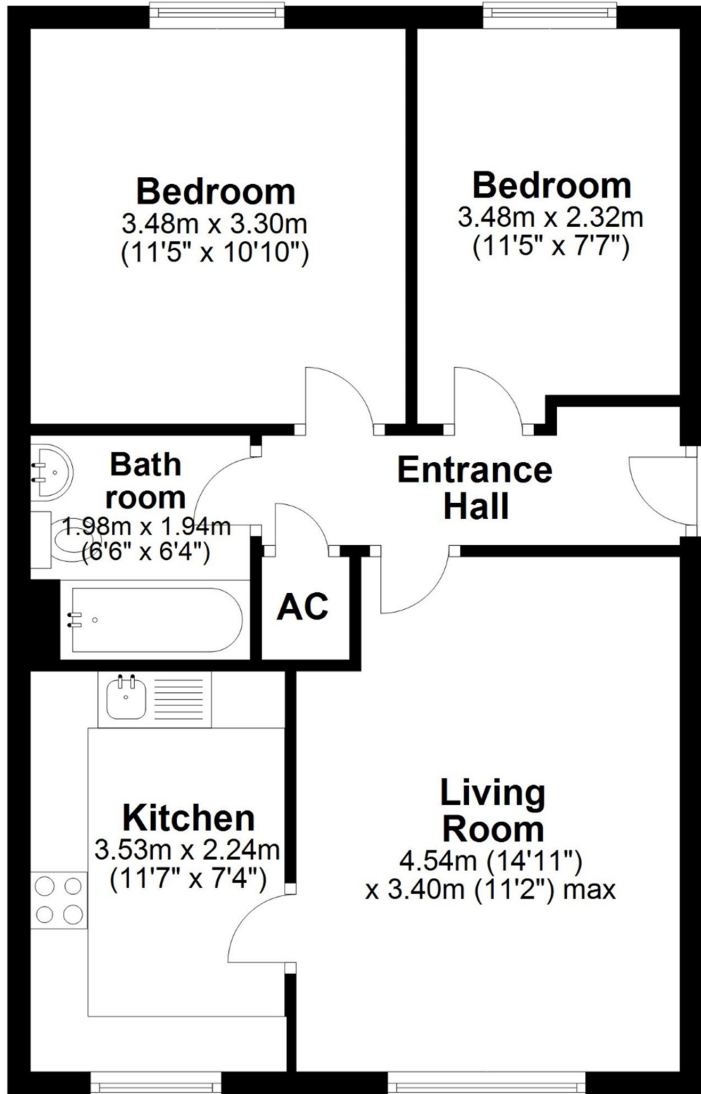 Bedroom
3.48m x 3.30m
(11'5" x 10'10")
Bedroom
3.48m x 2.32m
(11'5" x 7'7")
Bath
room
1.98m x 1.94m
(6'6" x 6'4")
Entrance
Hall
AC
Kitchen
3.53m x 2.24m
(11'7" x 7'4")
Living
Room
4.54m (14'11")
x 3.40m (11'2") max